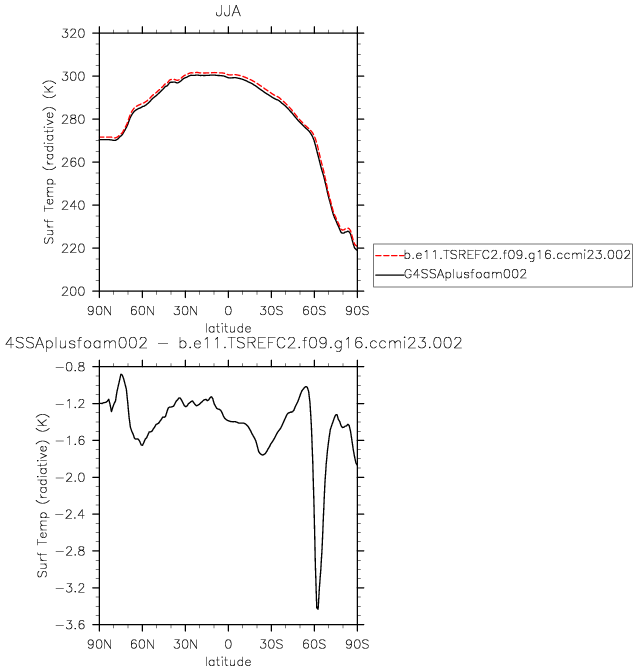 JJA
320
300
280
260
240
220
200
Surf Temp (radiative) (K)
90N 60N 30N 0 30S 60S 90S
latitude
b.e11.TSREFC2.f09.g16.ccmi23.002
G4SSAplusfoam002
4SSAplusfoam002 − b.e11.TSREFC2.f09.g16.ccmi23.002
−0.8
−1.2
−1.6
−2.0
−2.4
−2.8
−3.2
−3.6
Surf Temp (radiative) (K)
90N 60N 30N 0 30S 60S 90S
latitude